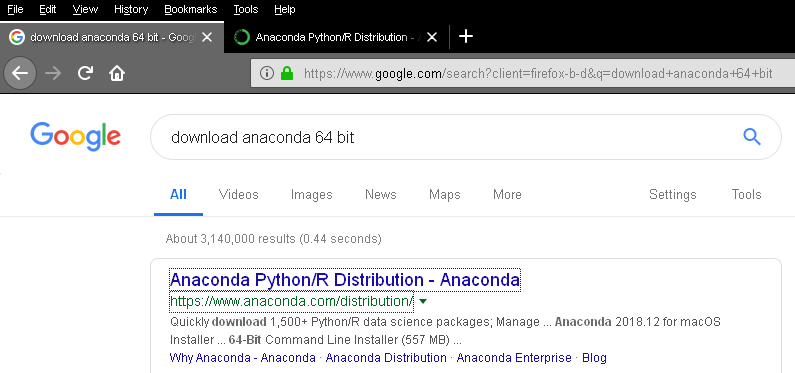 File Edit View History Bookmarks Tools Help
download anaconda 64 bit - Goog Anaconda Python/R Distribution -
https://www.google.com/search?client=firefox-b-d&q=download+anaconda+64+bit
Google download anaconda 64 bit
All Videos Images News Maps More Settings Tools
About 3,140,000 results (0.44 seconds)
Anaconda Python/R Distribution - Anaconda
https://www.anaconda.com/distribution/
Quickly download 1,500+ Python/R data science packages; Manage ... Anaconda 2018.12 for macOS
Installer ... 64-Bit Command Line Installer (557 MB) ...
Why Anaconda - Anaconda · Anaconda Distribution · Anaconda Enterprise · Blog